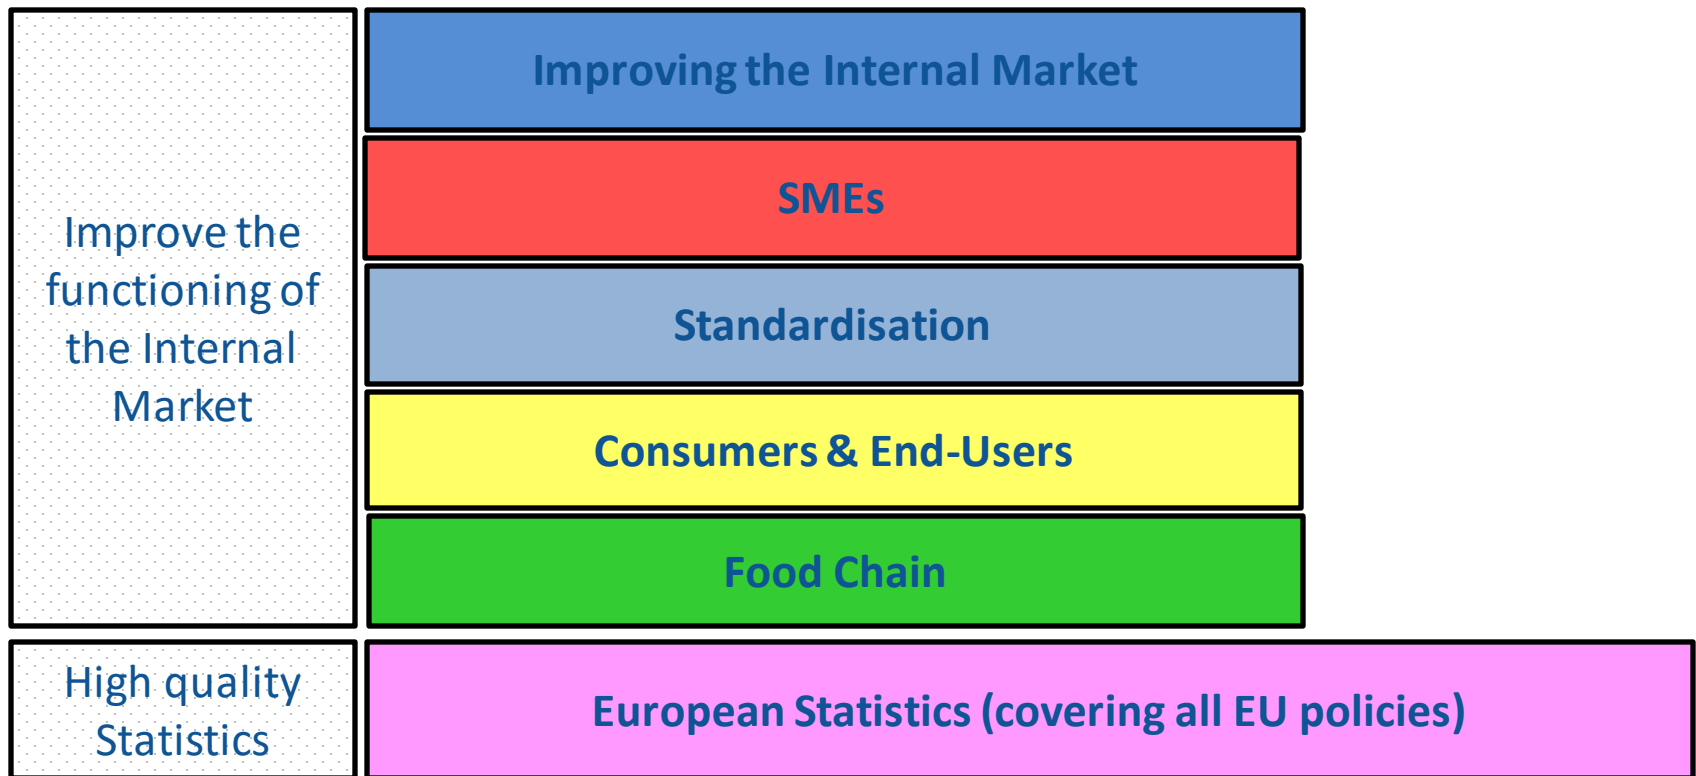 Improve the
functioning of
the Internal
Market
Improving the Internal Market
SMEs
Standardisation
Consumers & End-Users
Food Chain
High quality
Statistics
European Statistics (covering all EU policies)